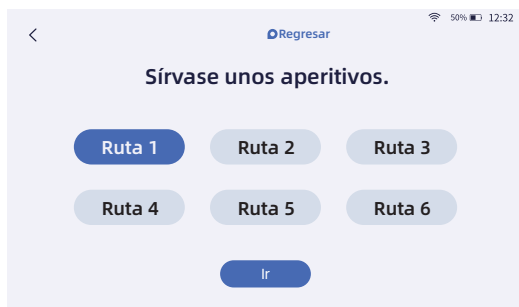 50% 12:32
Regresar
Sírvase unos aperitivos.
Ruta 1 Ruta 2 Ruta 3
Ruta 4 Ruta 5 Ruta 6
Ir